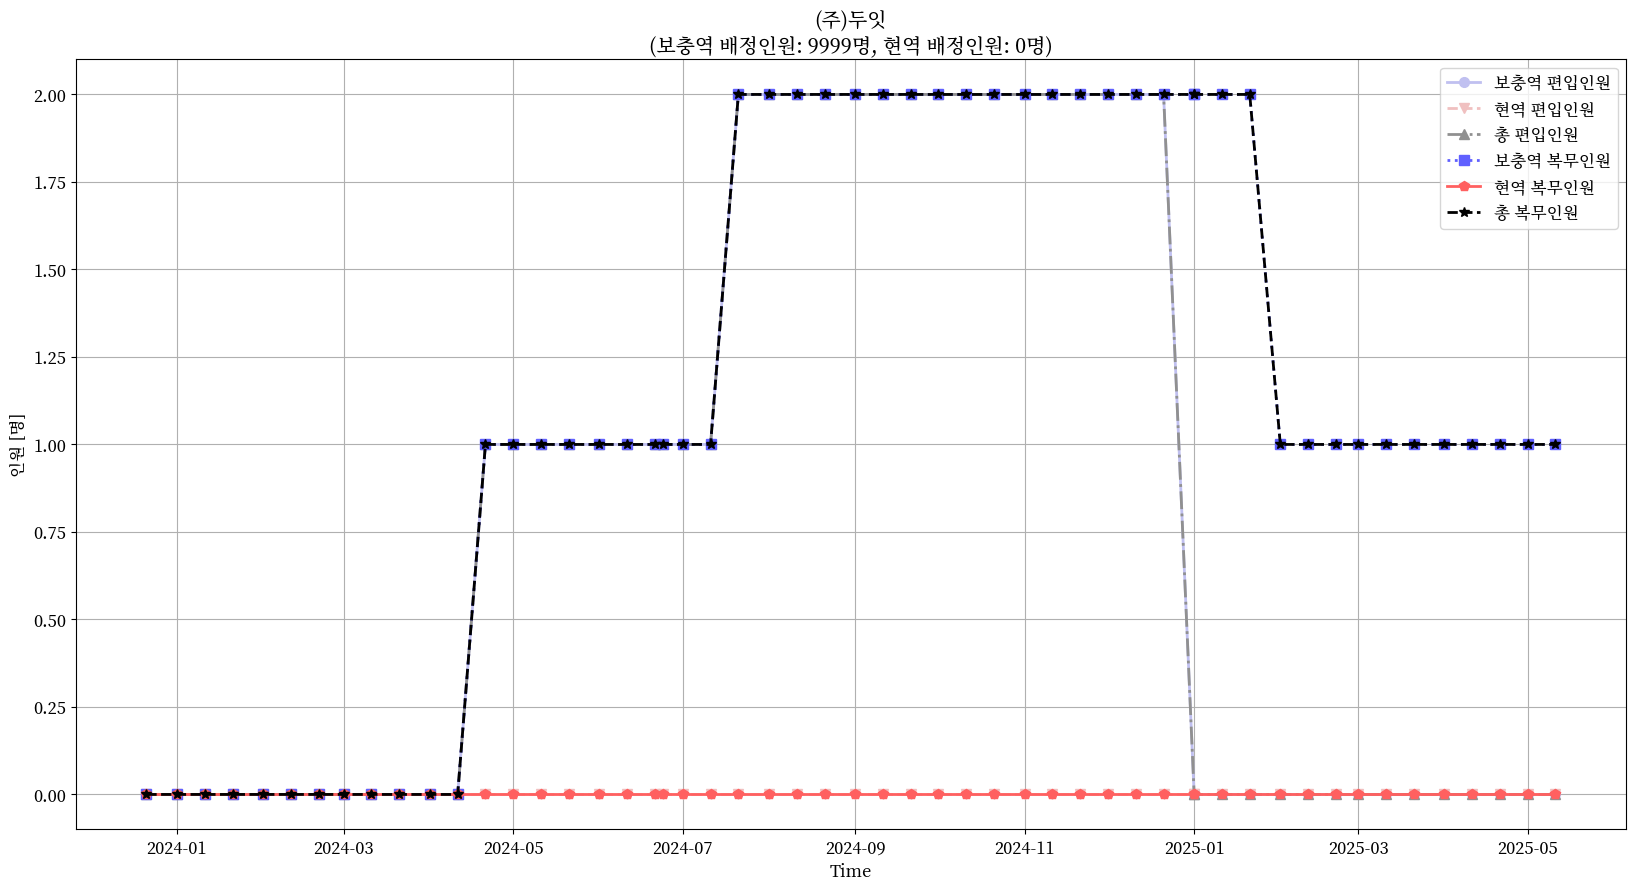 (주)두잇
(보충역 배정인원: 9999명, 현역 배정인원: 0명)
보충역 편입인원
현역 편입인원
총 편입인원
보충역 복무인원
현역 복무인원
총 복무인원
인원 [명]
2.00
1.75
1.50
1.25
1.00
0.75
0.50
0.25
0.00
2024-01
2024-03
2024-05
2024-07
2024-09
2024-11
2025-01
2025-03
2025-05
Time